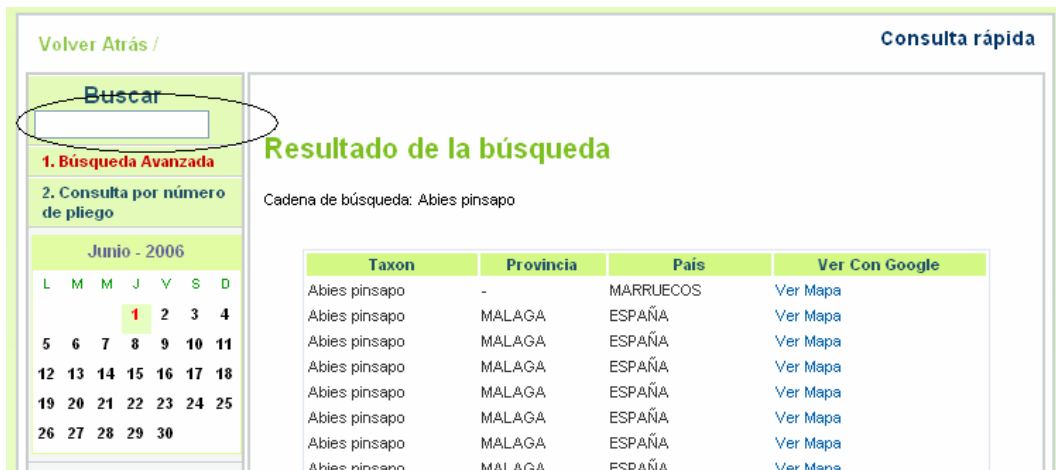 Volver Atrás /
Consulta rápida
Buscar
1. Búsqueda Avanzada
2. Consulta por número
de pliego
Junio - 2006
L M M J V S D
1 2 3 4
5 6 7 8 9 10 11
12 13 14 15 16 17 18
19 20 21 22 23 24 25
26 27 28 29 30
Resultado de la búsqueda
Cadena de búsqueda: Abies pinsapo
Taxon Provincia País Ver Con Google
Abies pinsapo - MARRUECOS Ver Mapa
Abies pinsapo MALAGA ESPAÑA Ver Mapa
Abies pinsapo MALAGA ESPAÑA Ver Mapa
Abies pinsapo MALAGA ESPAÑA Ver Mapa
Abies pinsapo MALAGA ESPAÑA Ver Mapa
Abies pinsapo MALAGA ESPAÑA Ver Mapa
Abies pinsapo MALAGA ESPAÑA Ver Mapa
Abies pinsapo MALAGA ESPAÑA Ver Mapa